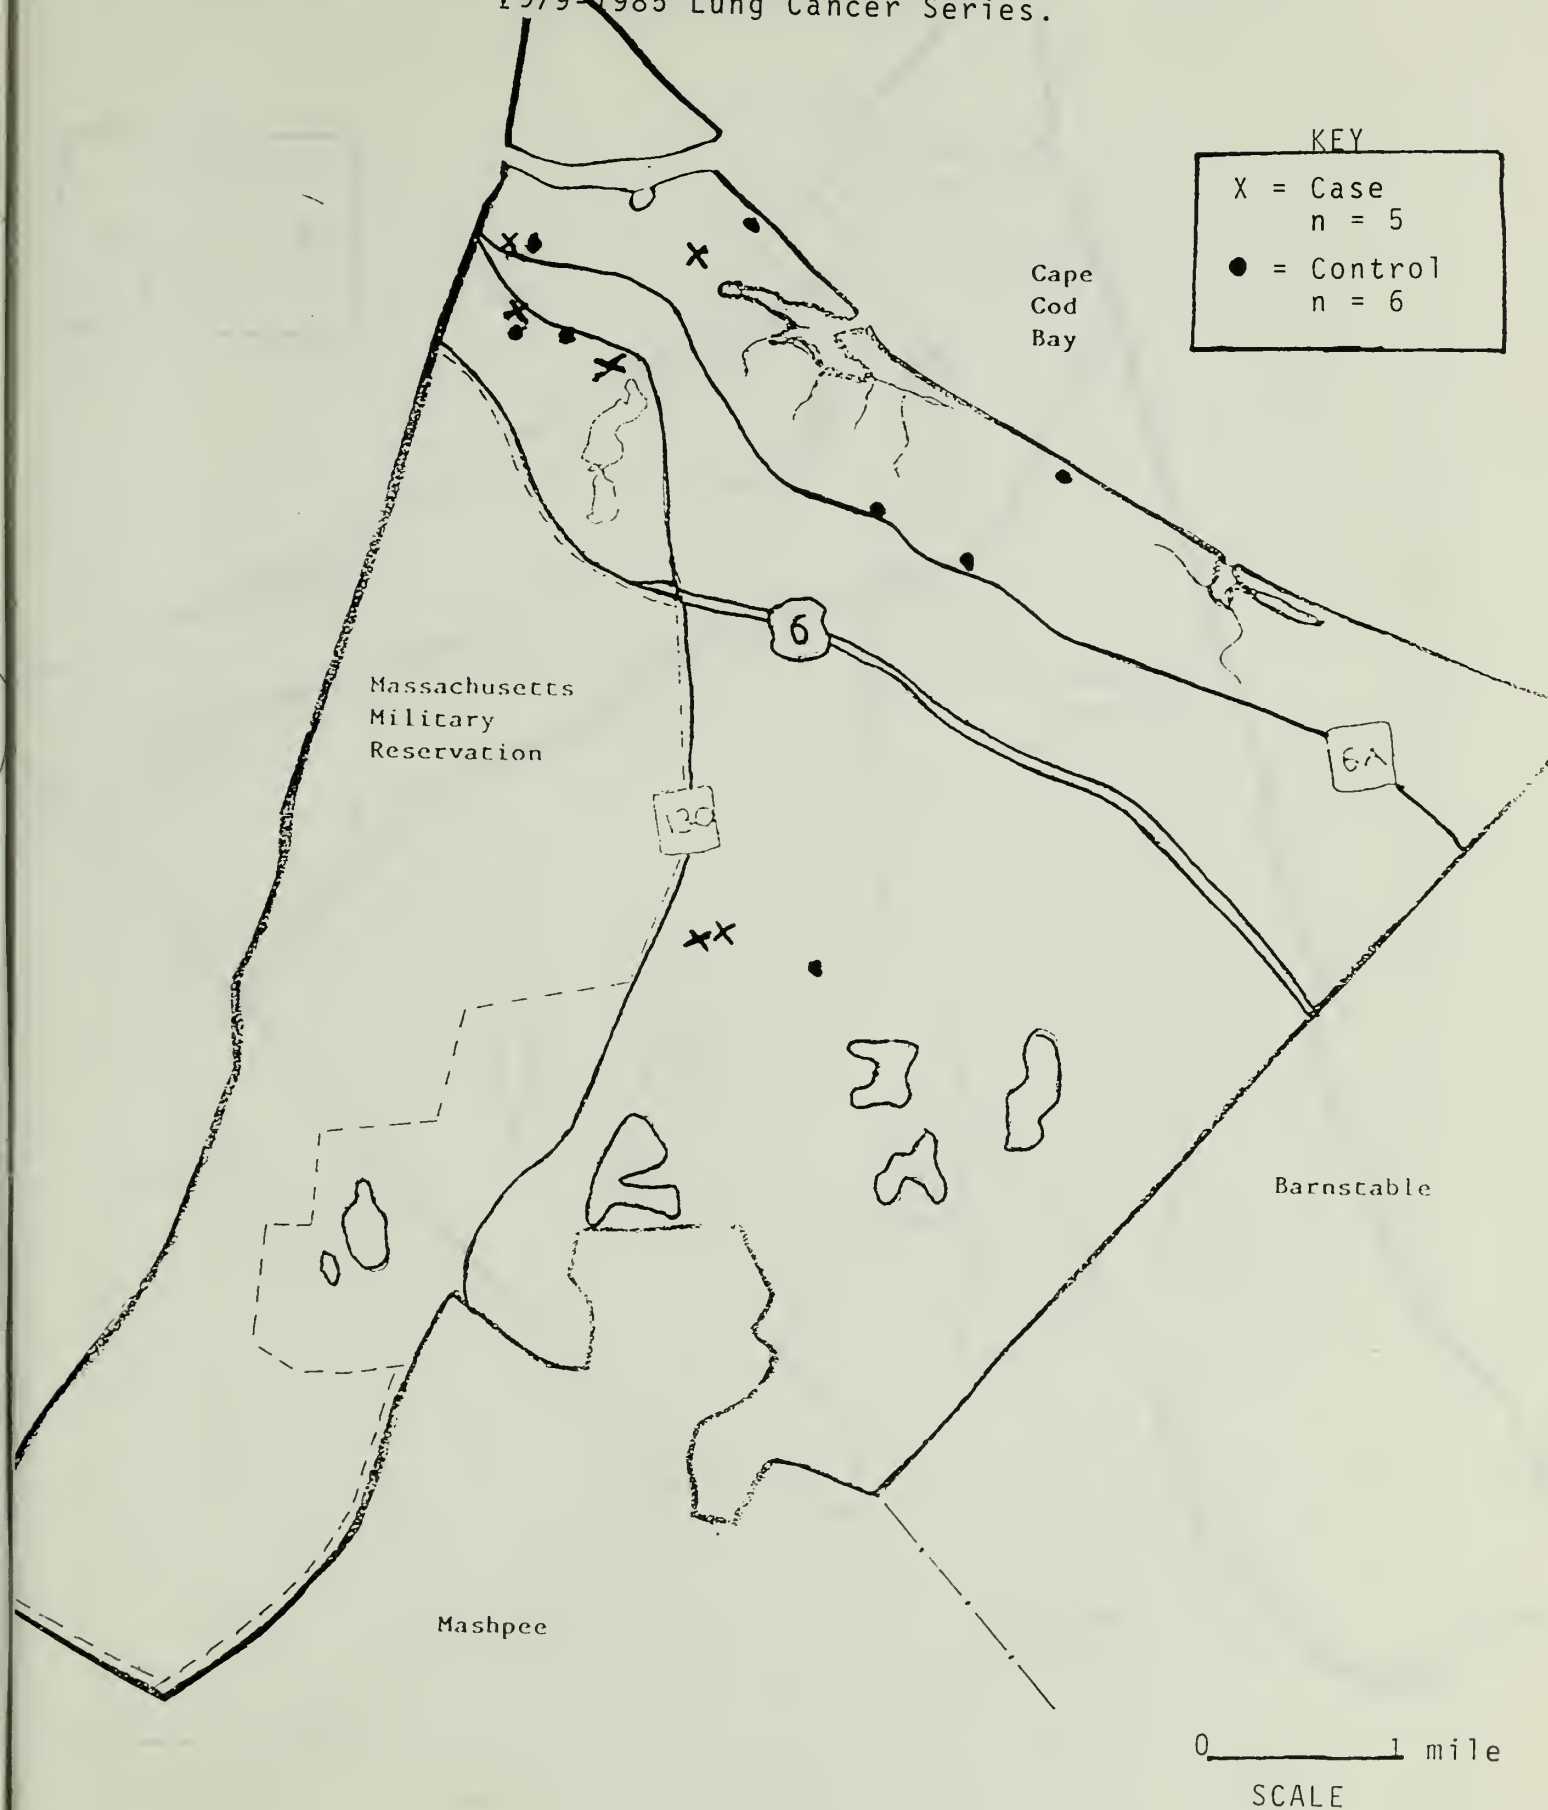 1979-1985 Lung Cancer Series.
KEY
X = Case
n = 5
● = Control
n = 6
Cape
Cod
Bay
6
Massachusetts
Military
Reservation
6A
130
Barnstable
Mashpee
0 1 mile
SCALE